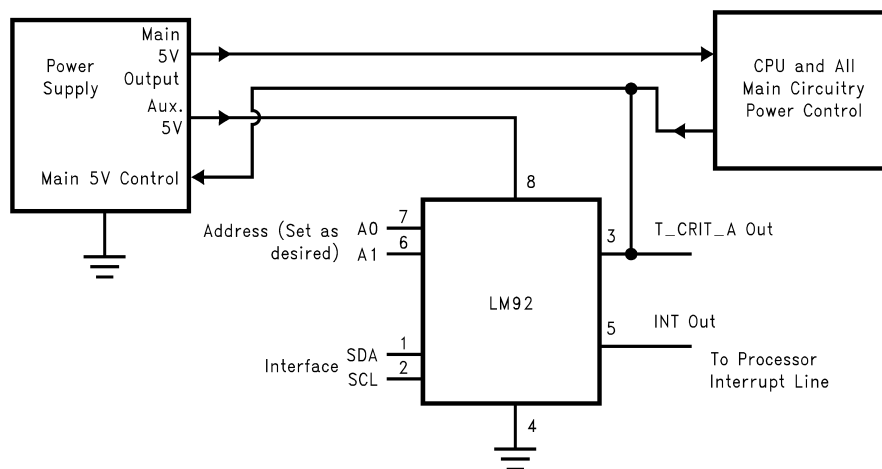 Main
5V
Output
Power
Supply
Aux.
5V
Main 5V Control
CPU and All
Main Circuitry
Power Control
8
Address (Set as
desired)
A0
7
A1
6
3
T_CRIT_A Out
LM92
5
INT Out
Interface
SDA
1
SCL
2
To Processor
Interrupt Line
4